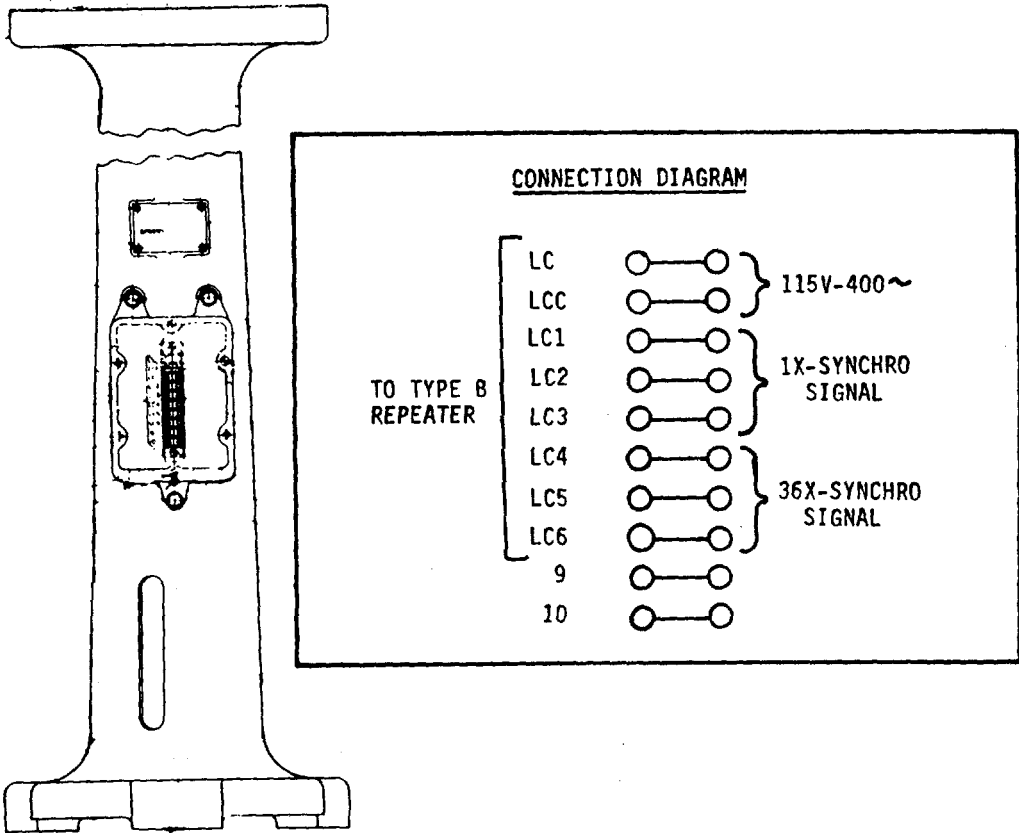 CONNECTION DIAGRAM
TO TYPE B
REPEATER
LC
LCC
LC1
LC2
LC3
LC4
LC5
LC6
9
10
115V-400~
1X-SYNCHRO
SIGNAL
36X-SYNCHRO
SIGNAL